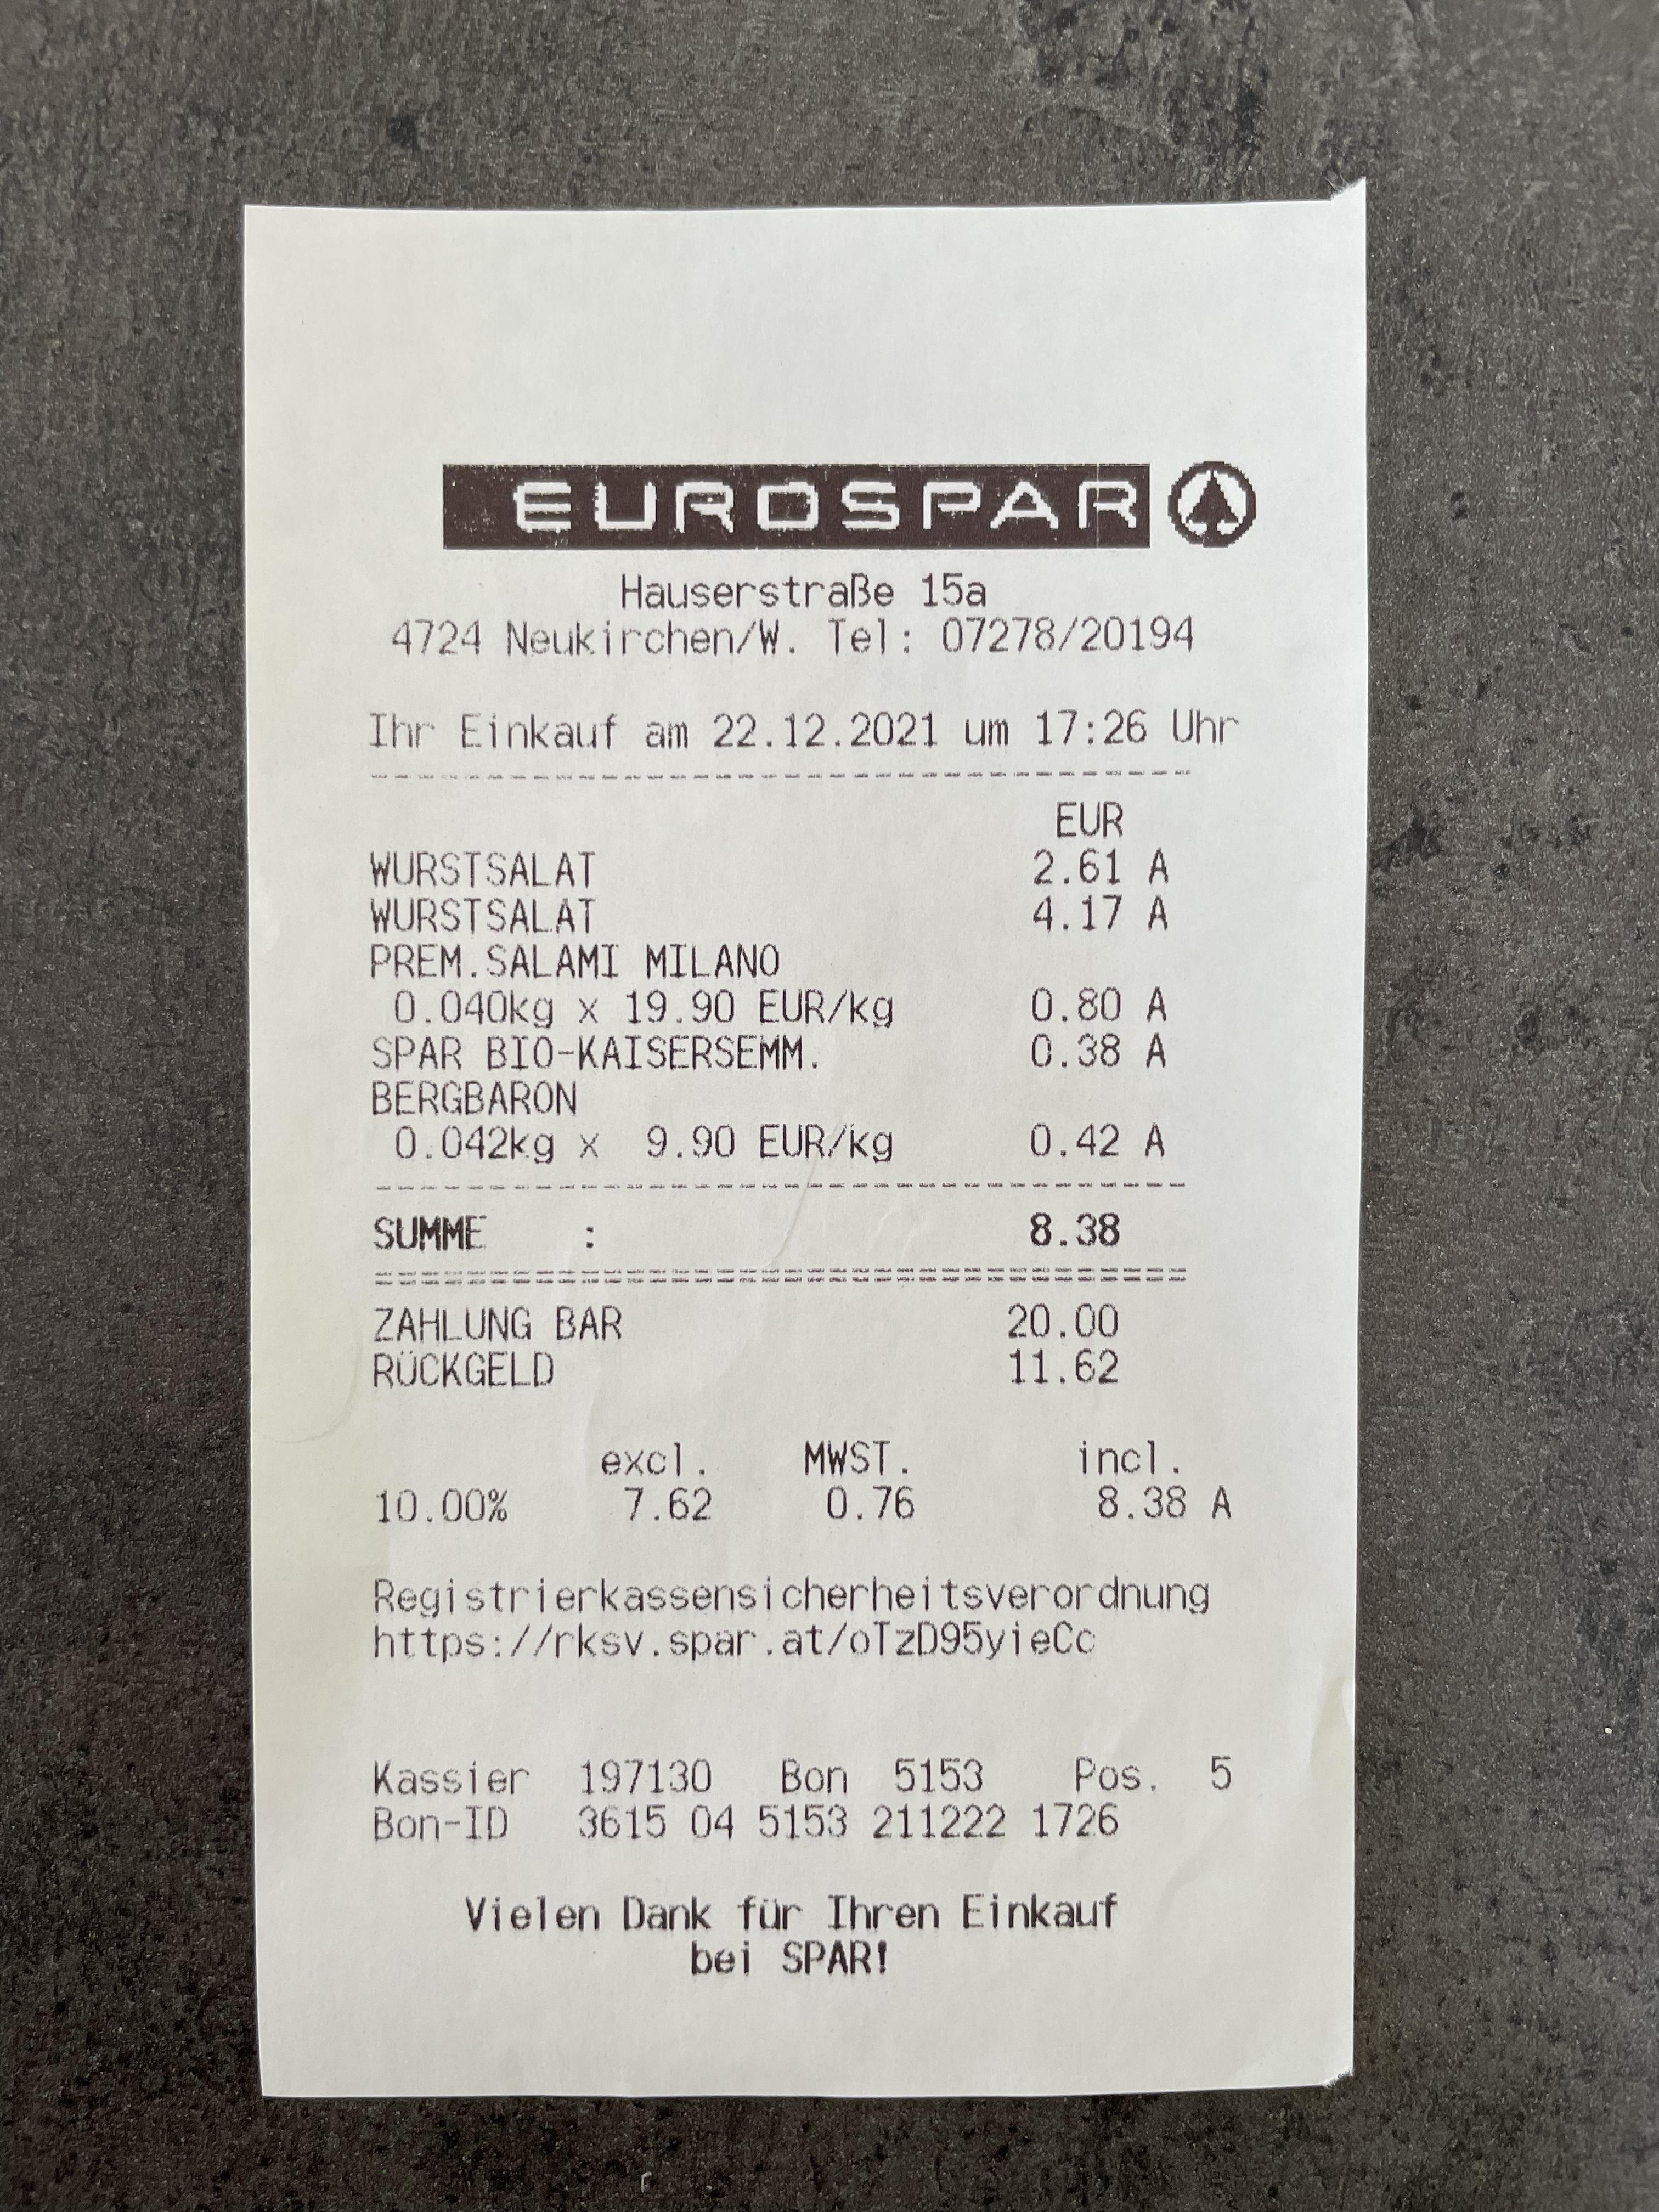 EUROSPAR
Hauserstraße 15a
4724 Neukirchen/W. Tel: 07278/20194
Ihr Einkauf am 22.12.2021 um 17:26 Uhr
EUR
WURSTSALAT 2.61 A
WURSTSALAT 4.17 A
PREM.SALAMI MILANO
0.040kg x 19.90 EUR/kg 0.80 A
SPAR BIO-KAISERSEMM. 0.38 A
BERGBARON
0.042kg x 9.90 EUR/kg 0.42 A
SUMME : 8.38
ZAHLUNG BAR 20.00
RÜCKGELD 11.62
excl. MWST. incl.
10.00% 7.62 0.76 8.38 A
Registrierkassensicherheitsverordnung
https://rksv.spar.at/oTzD95yieCc
Kassier 197130 Bon 5153 Pos. 5
Bon-ID 3615 04 5153 211222 1726
Vielen Dank für Ihren Einkauf
bei SPAR!